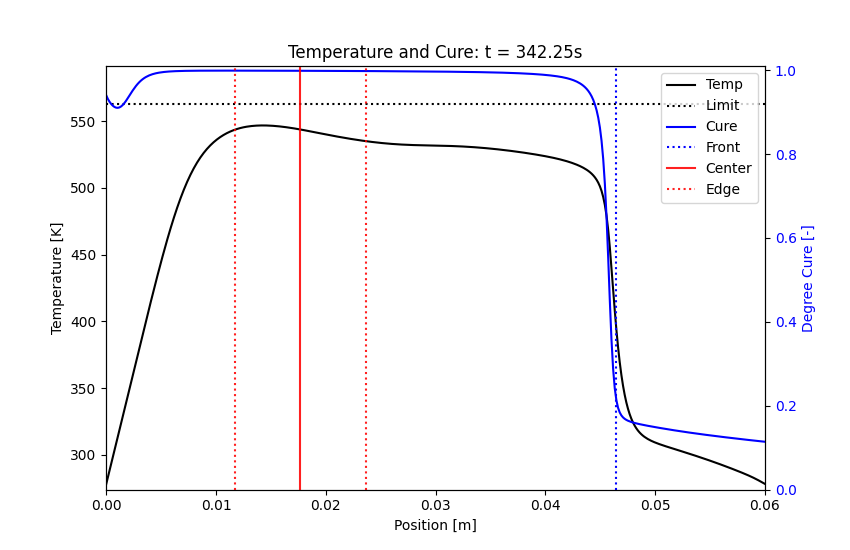 Temperature and Cure: t = 342.25s
Temperature [K]
550
500
450
400
350
300
Temp
Limit
Cure
Front
Center
Edge
1.0
0.8
0.6
0.4
0.2
0.0
Degree Cure [-]
0.00 0.01 0.02 0.03 0.04 0.05 0.06
Position [m]